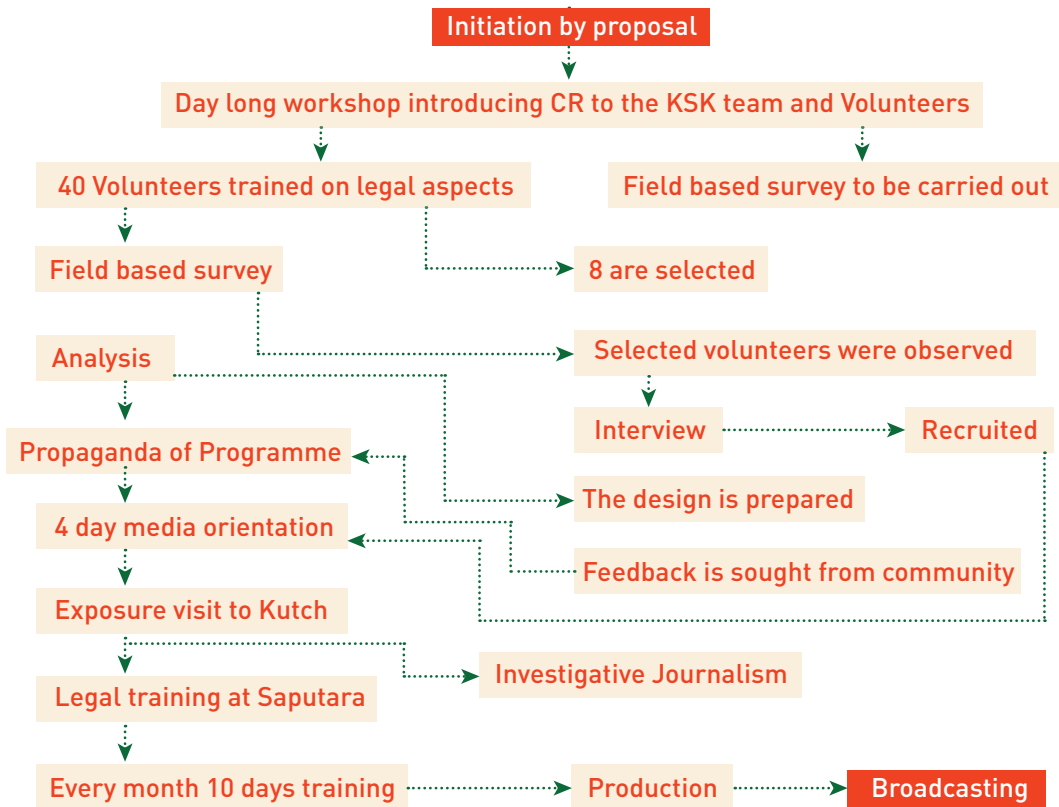 Initiation by proposal
Day long workshop introducing CR to the KSK team and Volunteers
40 Volunteers trained on legal aspects
Field based survey to be carried out
Field based survey
8 are selected
Analysis
Selected volunteers were observed
Interview
Recruited
Propaganda of Programme
The design is prepared
4 day media orientation
Feedback is sought from community
Exposure visit to Kutch
Investigative Journalism
Legal training at Saputara
Every month 10 days training
Production
Broadcasting